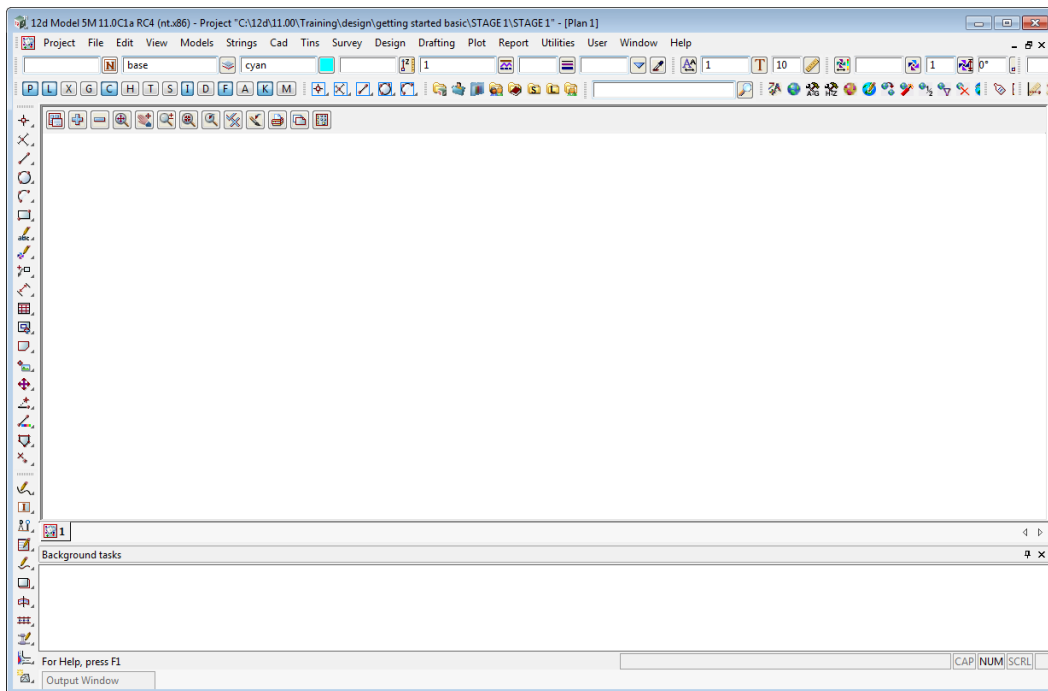 12d Model 5M 11.0C1a RC4 (nt.x86) - Project "C:\12d\11.00\Training\design\getting started basic\STAGE 1\STAGE 1" - [Plan 1]
Project File Edit View Models Strings Cad Tins Survey Design Drafting Plot Report Utilities User Window Help
N base cyan 1 1 T 10 1 0°
P L X G C H T S I D F A K M
abc
1
Background tasks
For Help, press F1 CAP NUM SCRL
Output Window